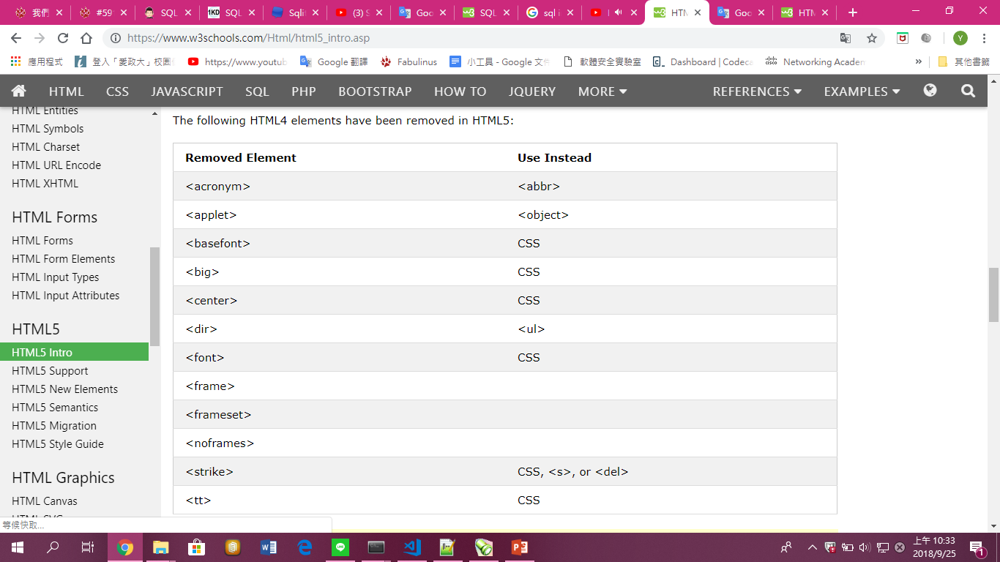 我們 #59 SQL SQL Sqli (3) S Goo SQL sql i HTM Goo HTM
https://www.w3schools.com/Html/html5_intro.asp
應用程式 登入「愛政大」校園 https://www.youtub Google 翻譯 Fabulinus 小工具 - Google 文件 軟體安全實驗室 Dashboard | Codeca Networking Academ » 其他書籤
HTML CSS JAVASCRIPT SQL PHP BOOTSTRAP HOW TO JQUERY MORE REFERENCES EXAMPLES
HTML Entities
HTML Symbols
HTML Charset
HTML URL Encode
HTML XHTML
HTML Forms
HTML Forms
HTML Form Elements
HTML Input Types
HTML Input Attributes
HTML5
HTML5 Intro
HTML5 Support
HTML5 New Elements
HTML5 Semantics
HTML5 Migration
HTML5 Style Guide
HTML Graphics
HTML Canvas
HTML SVG
The following HTML4 elements have been removed in HTML5:
Removed Element Use Instead
<acronym> <abbr>
<applet> <object>
<basefont> CSS
<big> CSS
<center> CSS
<dir> <ul>
<font> CSS
<frame>
<frameset>
<noframes>
<strike> CSS, <s>, or <del>
<tt> CSS
等候快取...
上午 10:33
2018/9/25
1